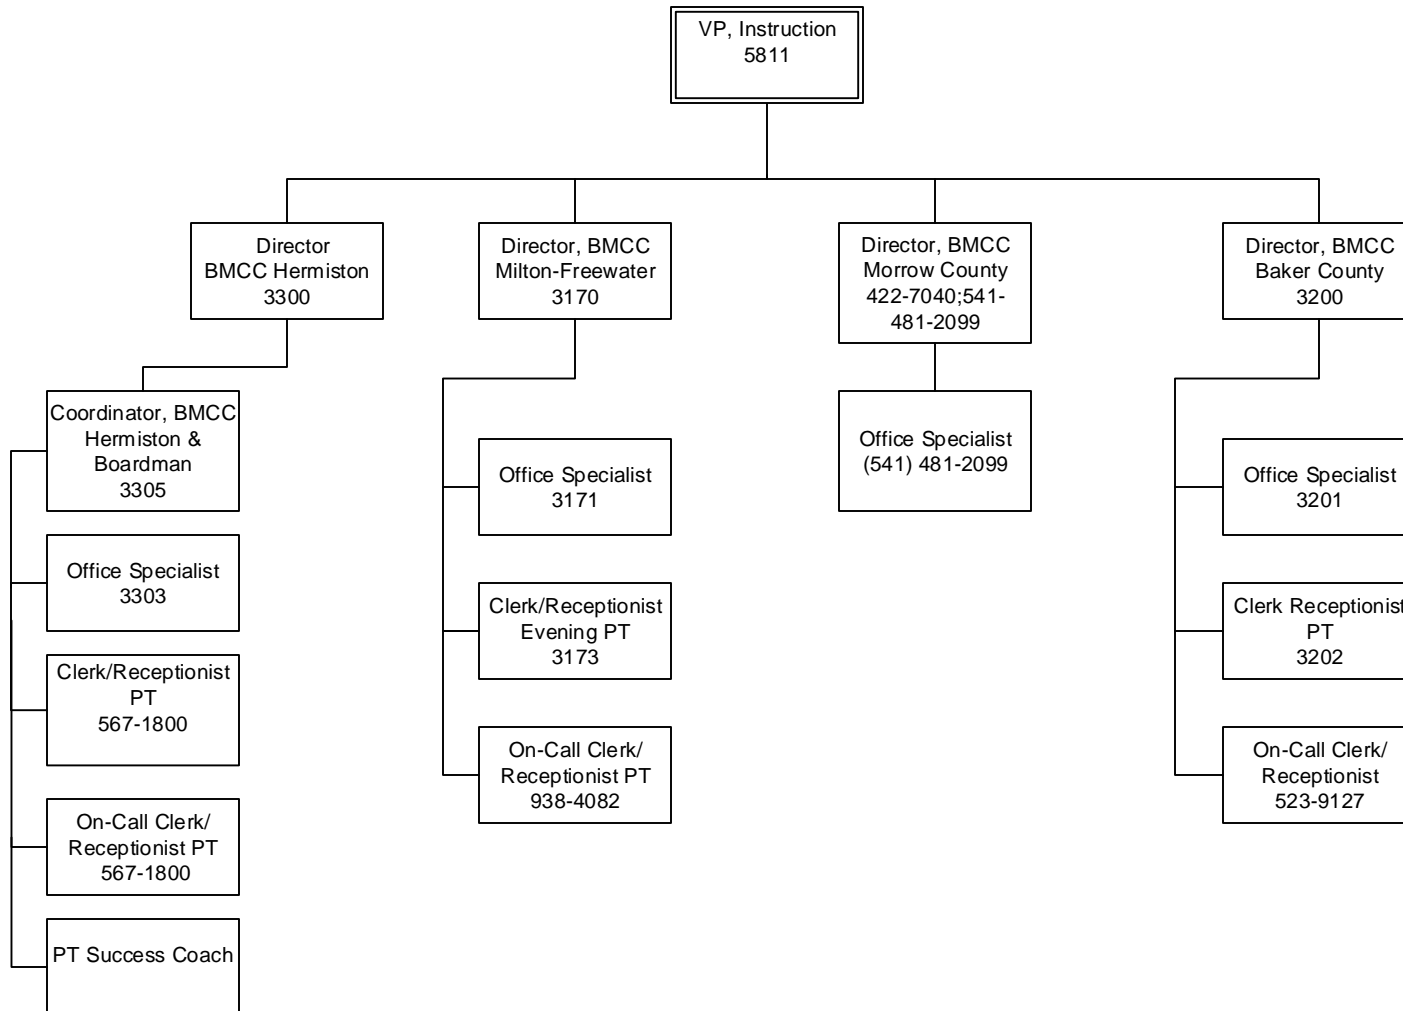 VP, Instruction
5811
Director
BMCC Hermiston
3300
Director, BMCC
Milton-Freewater
3170
Director, BMCC
Morrow County
422-7040;541-
481-2099
Director, BMCC
Baker County
3200
Coordinator, BMCC
Hermiston &
Boardman
3305
Office Specialist
3303
Clerk/Receptionist
PT
567-1800
On-Call Clerk/
Receptionist PT
567-1800
PT Success Coach
Office Specialist
3171
Clerk/Receptionist
Evening PT
3173
On-Call Clerk/
Receptionist PT
938-4082
Office Specialist
(541) 481-2099
Office Specialist
3201
Clerk Receptionist
PT
3202
On-Call Clerk/
Receptionist
523-9127